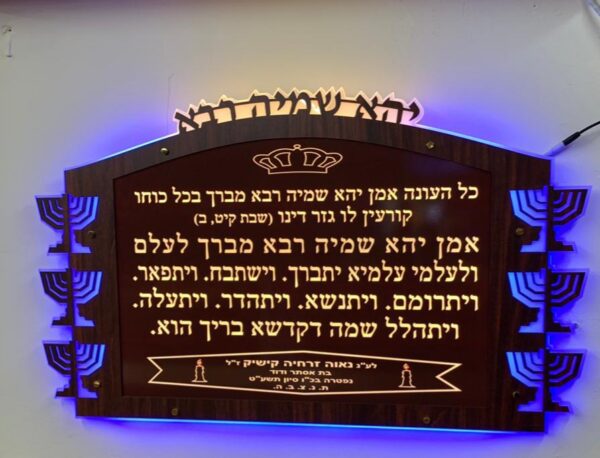 יהא שמיה רבא
כל העונה אמן יהא שמיה רבא מברך בכל כוחו
קורעין לו גזר דינו (שבת קיט, ב)
אמן יהא שמיה רבא מברך לעלם
ולעלמי עלמיא יתברך. וישתבח. ויתפאר.
ויתרומם. ויתנשא. ויתהדר. ויתעלה.
ויתהלל שמה דקדשא בריך הוא.
לע"נ נאוה זרחיה קישיק ז"ל
בת אסתר ודוד
נפטרה בכ"ו סיון תשע"ט
ת. נ. צ. ב. ה.